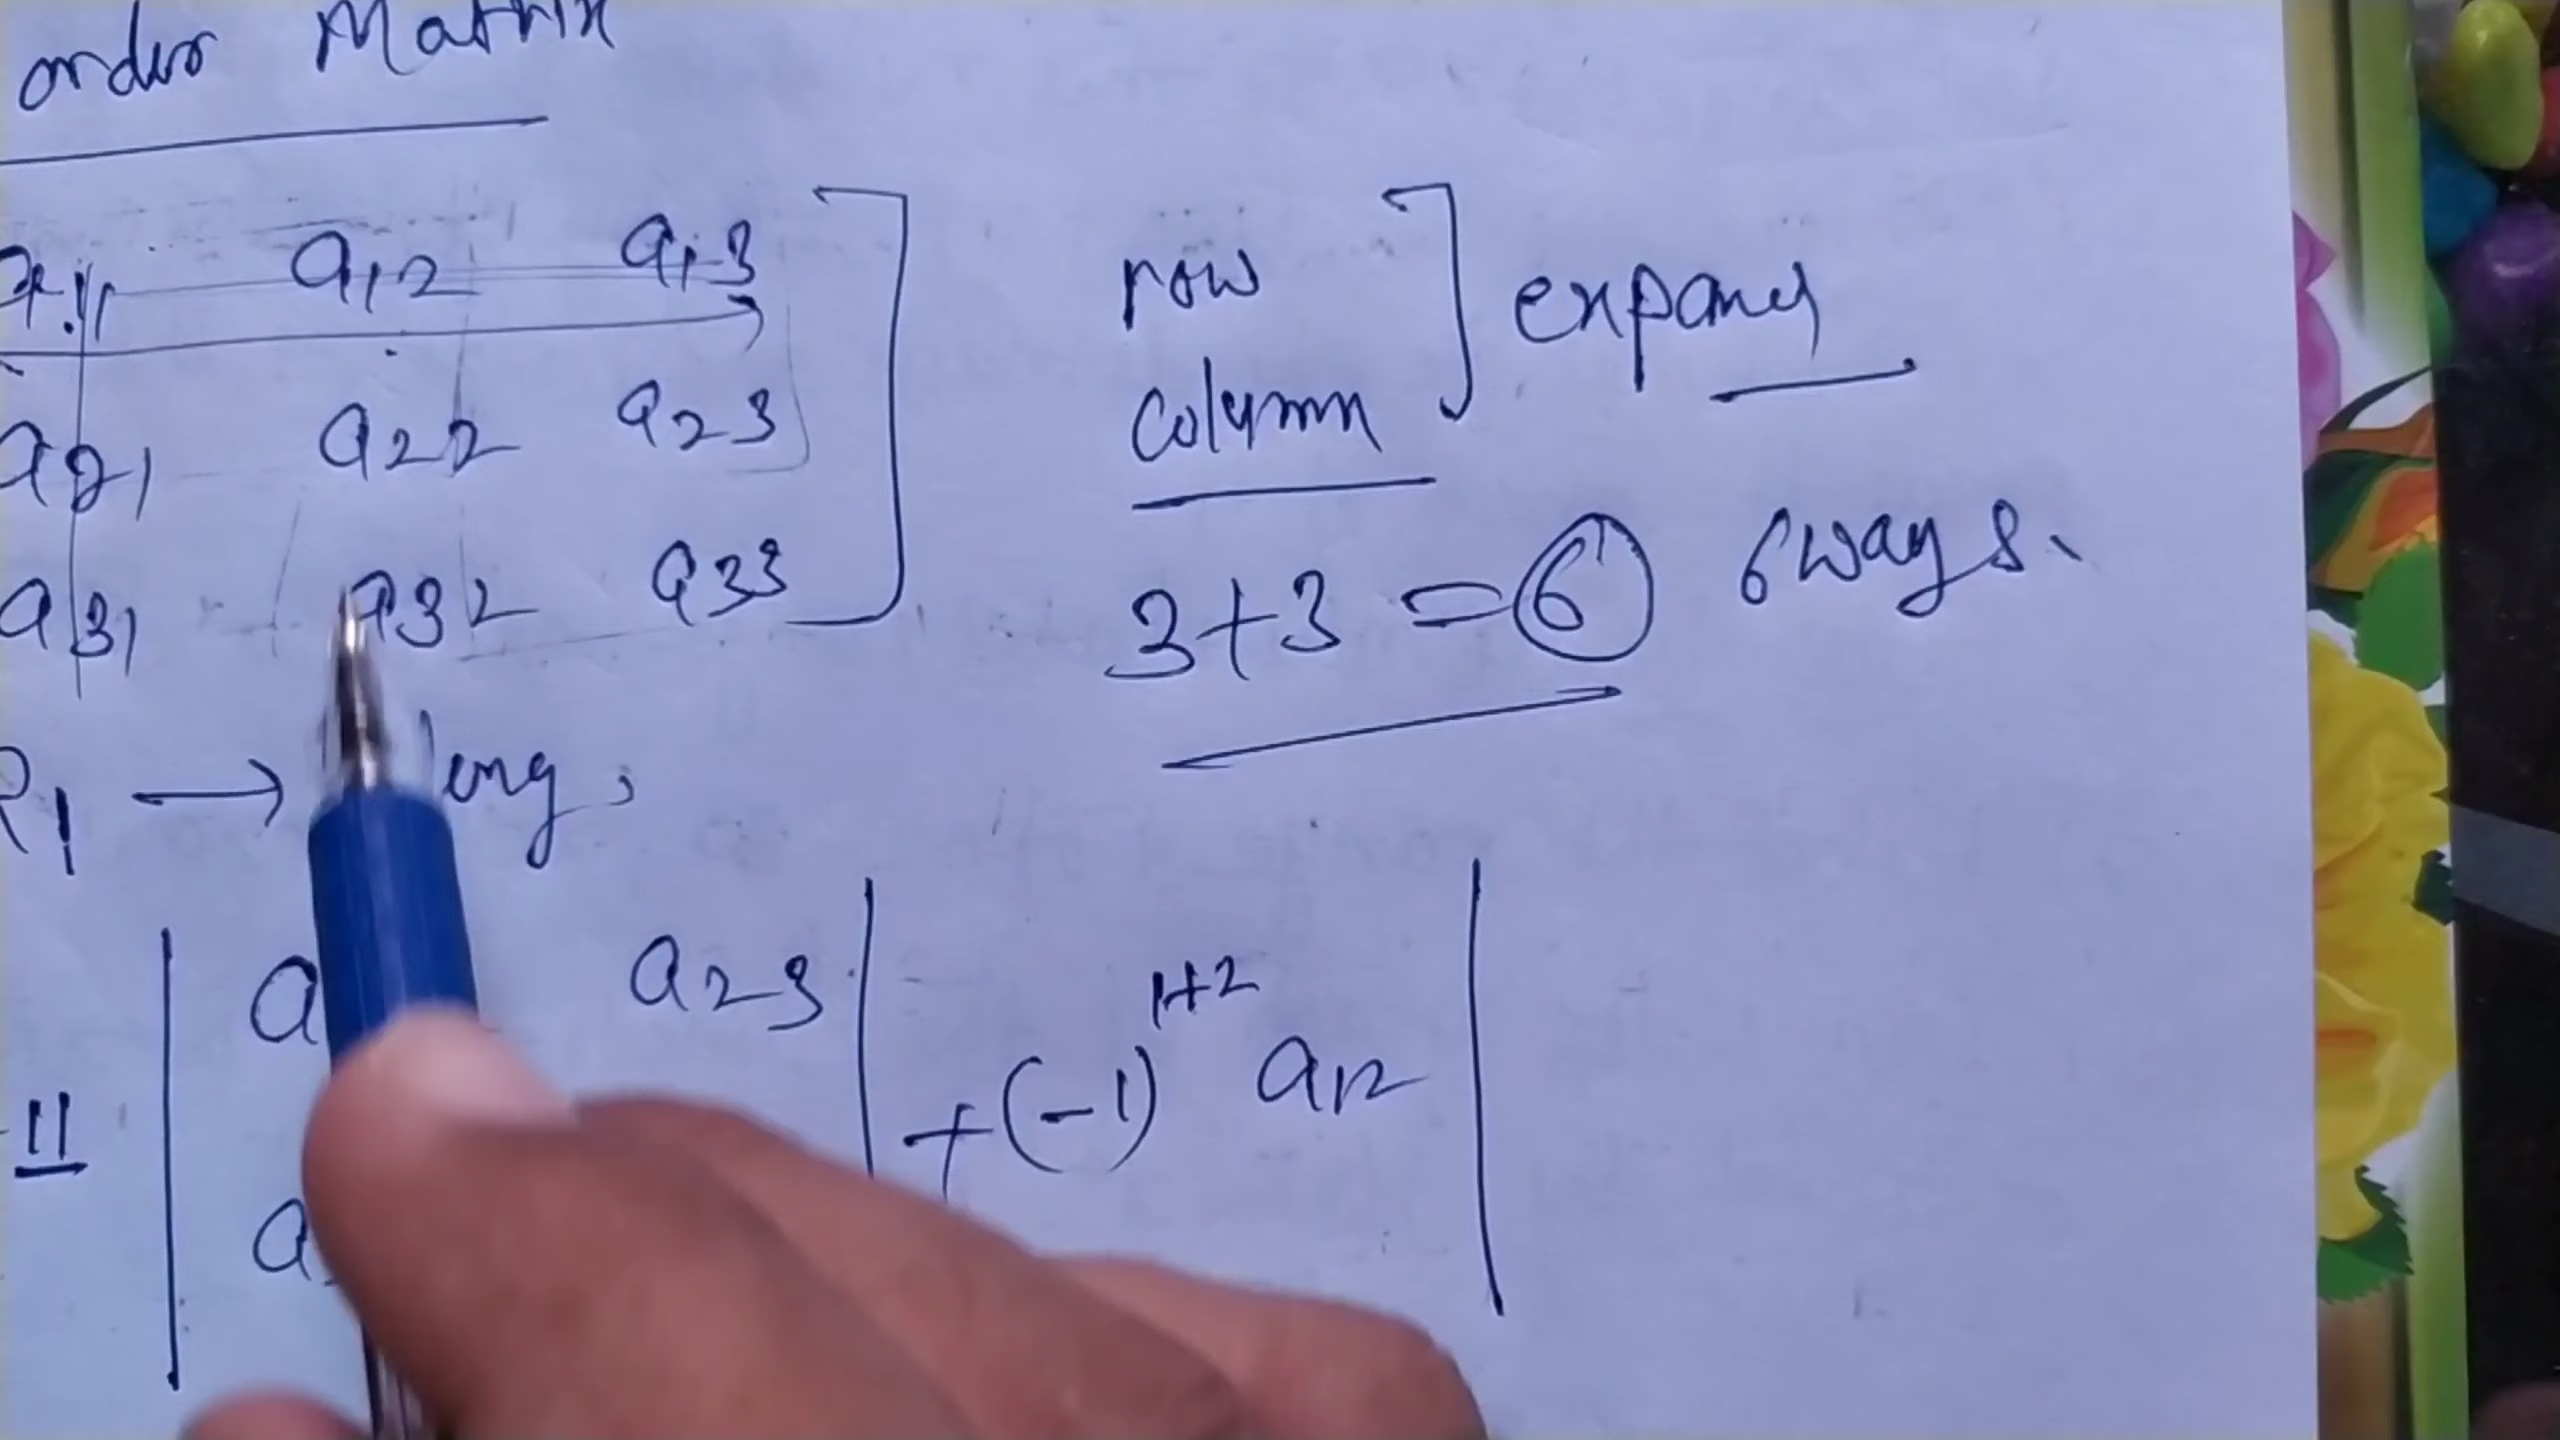 order Matrix
a11 a12 a13
a21 a22 a23
a31 a32 a33
row
column
expand
3+3 = 6 6 ways.
R1 →
a23
11
+ (-1)^1+2 a12